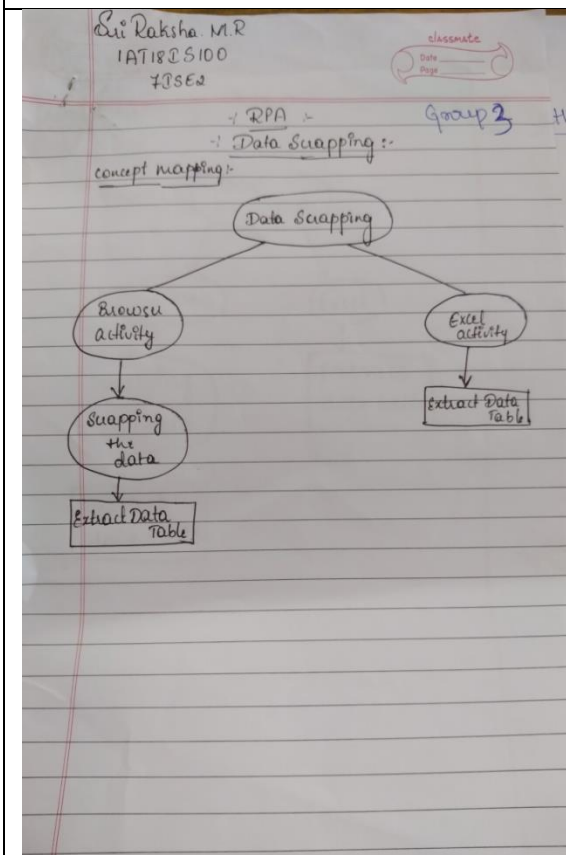 Sri Raksha. M.R
1AT18IS100
7ISE2
classmate
Date
Page
-: RPA :-
Group 3
H
-: Data Scrapping :-
concept mapping:-
Data Scrapping
Browser
activity
Excel
activity
Scrapping
the
data
Extract Data
Table
Extract Data
Table